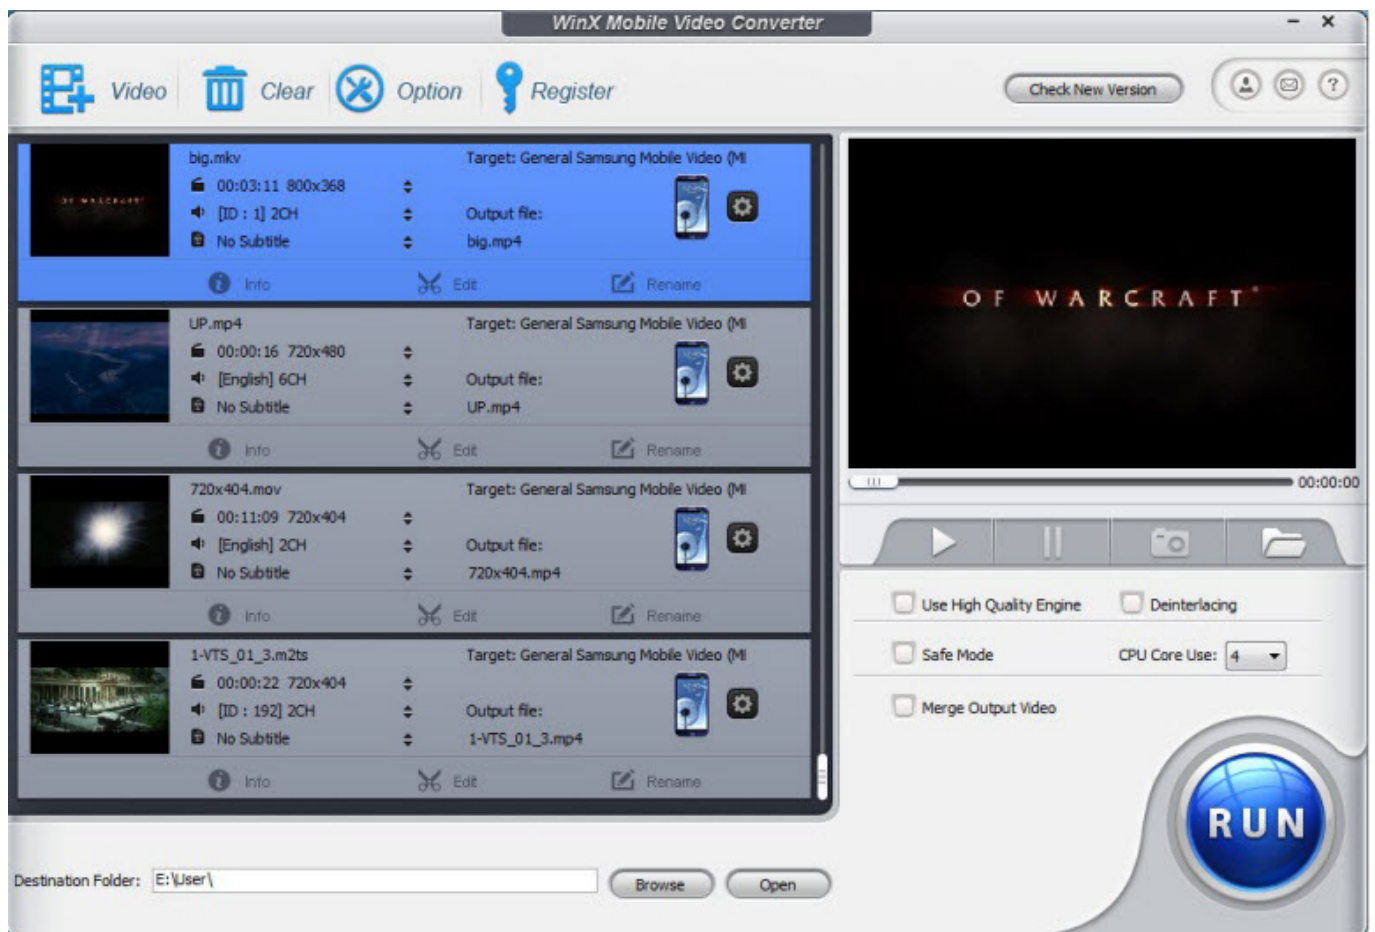 WinX Mobile Video Converter
Video Clear Option Register Check New Version
big.mkv Target: General Samsung Mobile Video (MI
00:03:11 800x368
[ID : 1] 2CH Output file:
No Subtitle big.mp4
Info Edit Rename
UP.mp4 Target: General Samsung Mobile Video (MI
00:00:16 720x480
[English] 6CH Output file:
No Subtitle UP.mp4
Info Edit Rename
720x404.mov Target: General Samsung Mobile Video (MI
00:11:09 720x404
[English] 2CH Output file:
No Subtitle 720x404.mp4
Info Edit Rename
1-VTS_01_3.m2ts Target: General Samsung Mobile Video (MI
00:00:22 720x404
[ID : 192] 2CH Output file:
No Subtitle 1-VTS_01_3.mp4
Info Edit Rename
Destination Folder: E:\User\ Browse Open
OF WARCRAFT
OF WARCRAFT®
00:00:00
Use High Quality Engine Deinterlacing
Safe Mode CPU Core Use: 4
Merge Output Video
RUN